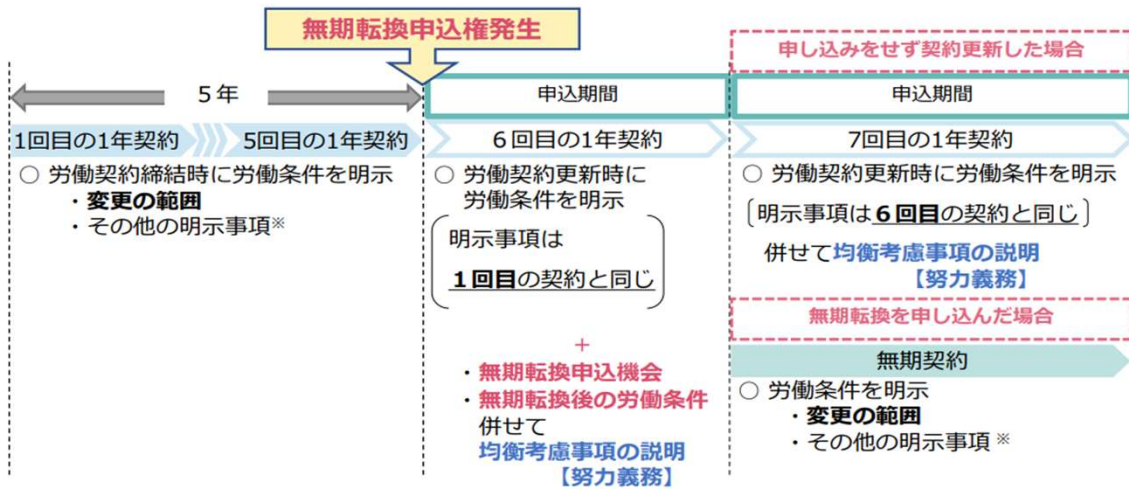 無期転換申込権発生
申し込みをせず契約更新した場合
5年
申込期間
申込期間
1回目の1年契約
5回目の1年契約
6回目の1年契約
7回目の1年契約
○ 労働契約締結時に労働条件を明示
・変更の範囲
・その他の明示事項※
○ 労働契約更新時に
労働条件を明示
明示事項は
1回目の契約と同じ
+
・無期転換申込機会
・無期転換後の労働条件
併せて
均衡考慮事項の説明
【努力義務】
○ 労働契約更新時に労働条件を明示
〔明示事項は6回目の契約と同じ〕
併せて均衡考慮事項の説明
【努力義務】
無期転換を申し込んだ場合
無期契約
○ 労働条件を明示
・変更の範囲
・その他の明示事項※